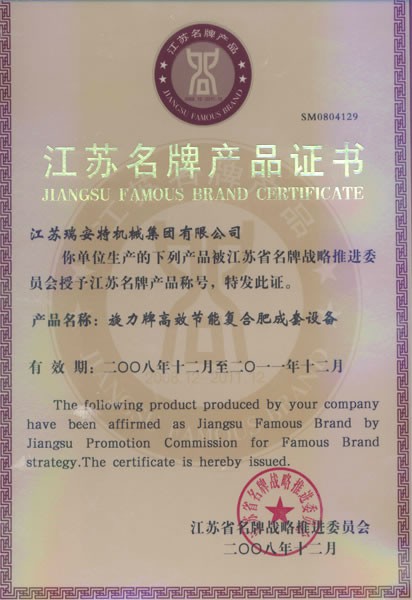 江苏名牌产品
JIANGSU FAMOUS BRAND
SM0804129
江苏名牌产品证书
JIANGSU FAMOUS BRAND CERTIFICATE
江苏瑞安特机械集团有限公司
你单位生产的下列产品被江苏省名牌战略推进委
员会授予江苏名牌产品称号，特发此证。
产品名称：旋力牌高效节能复合肥成套设备
有 效 期：二〇〇八年十二月至二〇一一年十二月
2008.12-2011.12
The following product produced by your company
have been affirmed as Jiangsu Famous Brand by
Jiangsu Promotion Commission for Famous Brand
strategy.The certificate is hereby issued.
江苏省名牌战略推进委员会
江苏省名牌战略推进委员会
二〇〇八年十二月